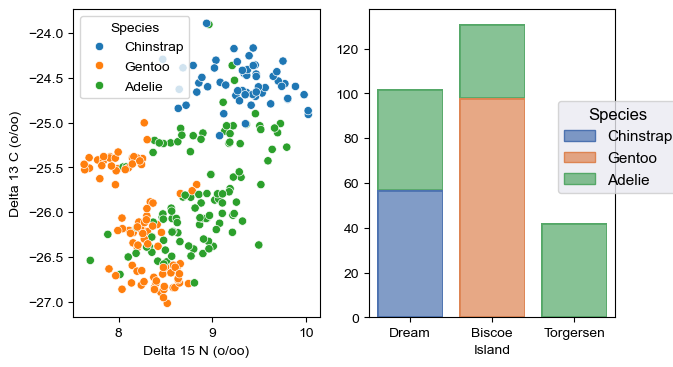 Species
Chinstrap
Gentoo
Adelie
−24.0
−24.5
−25.0
−25.5
−26.0
−26.5
−27.0
Delta 13 C (o/oo)
8
9
10
Delta 15 N (o/oo)
120
100
80
60
40
20
0
Species
Chinstrap
Gentoo
Adelie
Dream
Biscoe
Torgersen
Island